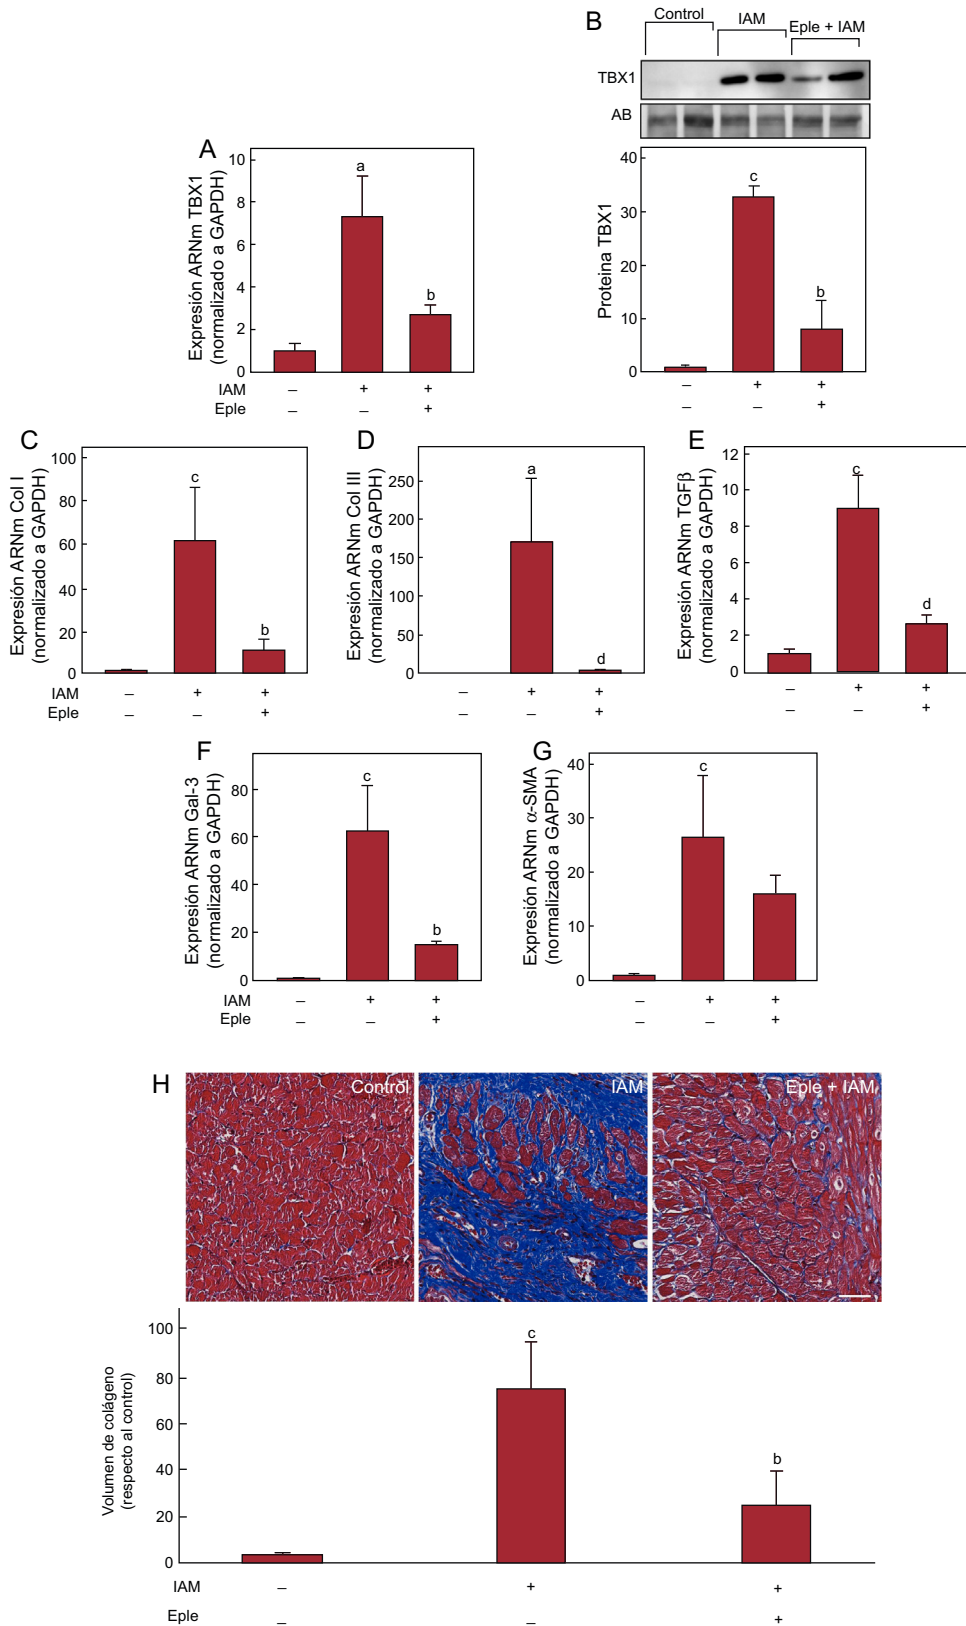 B
Control
IAM
Eple + IAM
TBX1
AB
A
Expresión ARNm TBX1
(normalizado a GAPDH)
10
8
6
4
2
0
a
b
IAM – + +
Eple – – +
Proteina TBX1
40
30
20
10
0
c
b
– + +
– – +
C
Expresión ARNm Col I
(normalizado a GAPDH)
100
80
60
40
20
0
c
b
IAM – + +
Eple – – +
D
Expresión ARNm Col III
(normalizado a GAPDH)
250
200
150
100
50
0
a
d
– + +
– – +
E
Expresión ARNm TGFβ
(normalizado a GAPDH)
12
10
8
6
4
2
0
c
d
– + +
– – +
F
Expresión ARNm Gal-3
(normalizado a GAPDH)
80
60
40
20
0
c
b
IAM – + +
Eple – – +
G
Expresión ARNm α-SMA
(normalizado a GAPDH)
40
30
20
10
0
c
– + +
– – +
H
Control
IAM
Eple + IAM
Volumen de colágeno
(respecto al control)
100
80
60
40
20
0
c
b
IAM – + +
Eple – – +